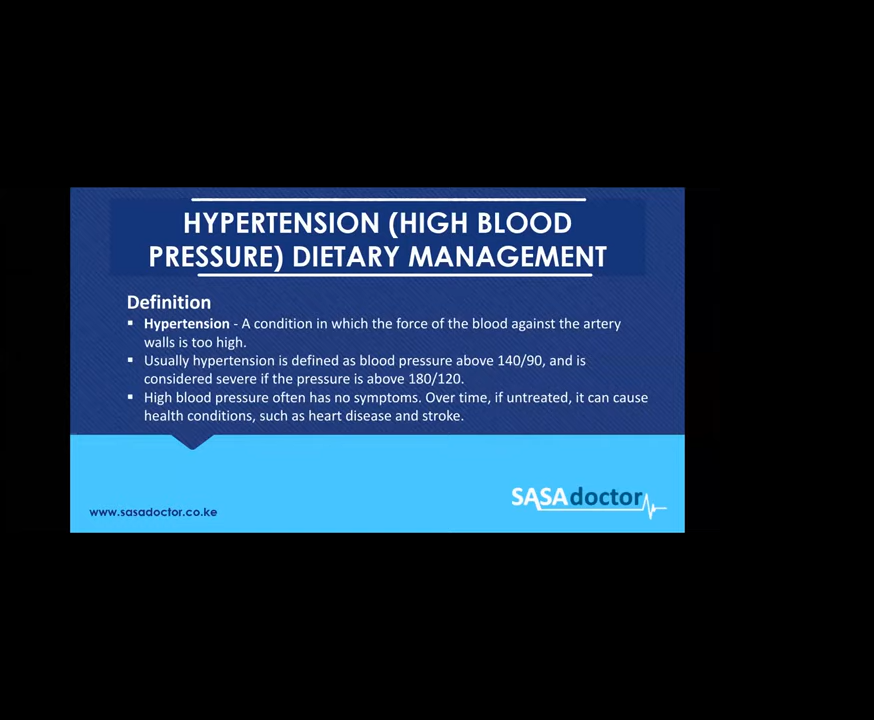 HYPERTENSION (HIGH BLOOD
PRESSURE) DIETARY MANAGEMENT
Definition
▪ Hypertension - A condition in which the force of the blood against the artery
walls is too high.
▪ Usually hypertension is defined as blood pressure above 140/90, and is
considered severe if the pressure is above 180/120.
▪ High blood pressure often has no symptoms. Over time, if untreated, it can cause
health conditions, such as heart disease and stroke.
SASAdoctor
www.sasadoctor.co.ke